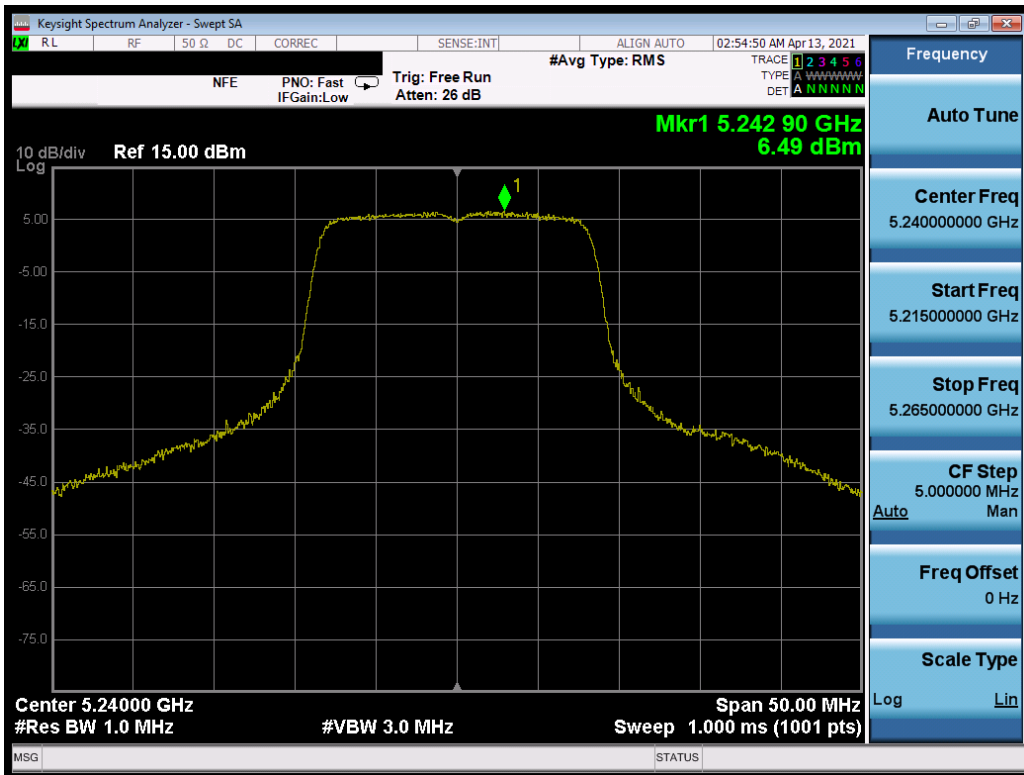 Keysight Spectrum Analyzer - Swept SA
LXI RL RF 50 Ω DC CORREC SENSE:INT ALIGN AUTO 02:54:50 AM Apr 13, 2021
#Avg Type: RMS
TRACE 1 2 3 4 5 6
TYPE A WWWWW
DET A N N N N N
NFE PNO: Fast Trig: Free Run
IFGain:Low Atten: 26 dB
Mkr1 5.242 90 GHz
6.49 dBm
10 dB/div Ref 15.00 dBm
Log
1
5.00
-5.00
-15.0
-25.0
-35.0
-45.0
-55.0
-65.0
-75.0
Center 5.24000 GHz Span 50.00 MHz
#Res BW 1.0 MHz #VBW 3.0 MHz Sweep 1.000 ms (1001 pts)
MSG STATUS
Frequency
Auto Tune
Center Freq
5.240000000 GHz
Start Freq
5.215000000 GHz
Stop Freq
5.265000000 GHz
CF Step
5.000000 MHz
Auto Man
Freq Offset
0 Hz
Scale Type
Log Lin